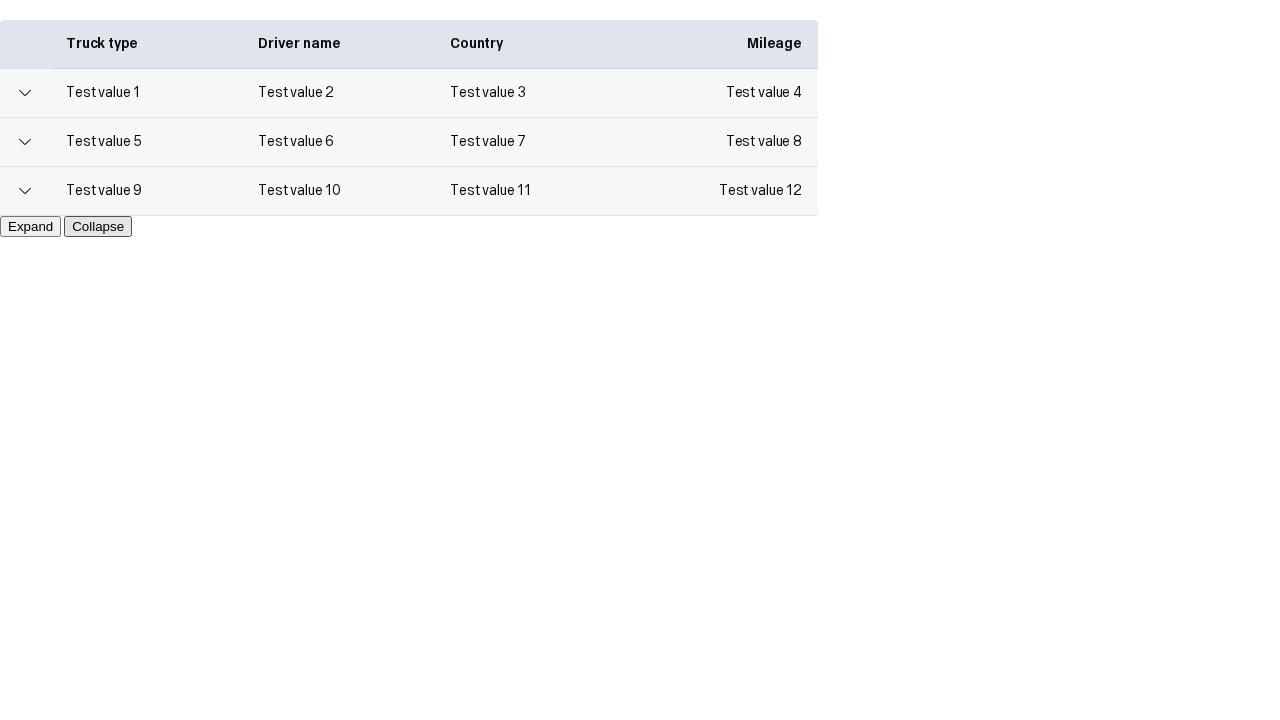 Truck type Driver name Country Mileage
Test value 1 Test value 2 Test value 3 Test value 4
Test value 5 Test value 6 Test value 7 Test value 8
Test value 9 Test value 10 Test value 11 Test value 12
Expand Collapse